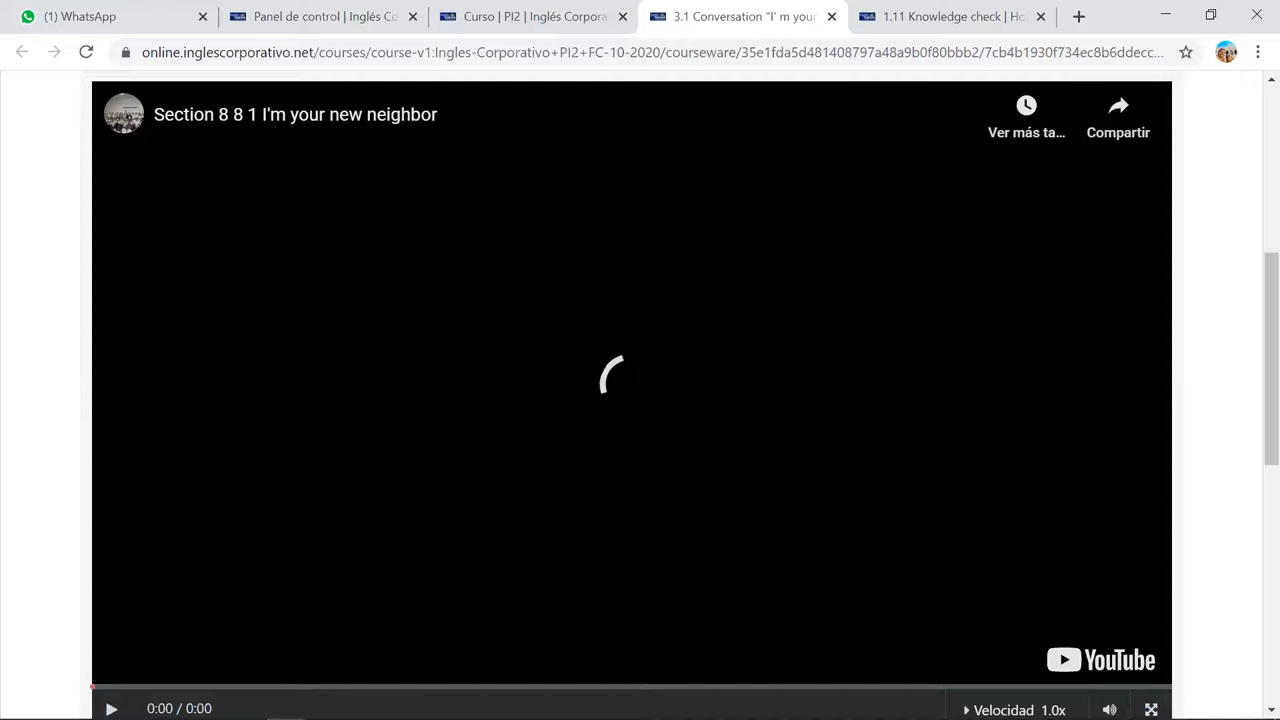 (1) WhatsApp
Panel de control | Inglés Co
Curso | PI2 | Inglés Corpora
3.1 Conversation "I' m your
1.11 Knowledge check | Ho
online.inglescorporativo.net/courses/course-v1:Ingles-Corporativo+PI2+FC-10-2020/courseware/35e1fda5d481408797a48a9b0f80bbb2/7cb4b1930f734ec8b6ddecc...
Section 8 8 1 I'm your new neighbor
Ver más ta...
Compartir
YouTube
0:00 / 0:00
Velocidad 1.0x